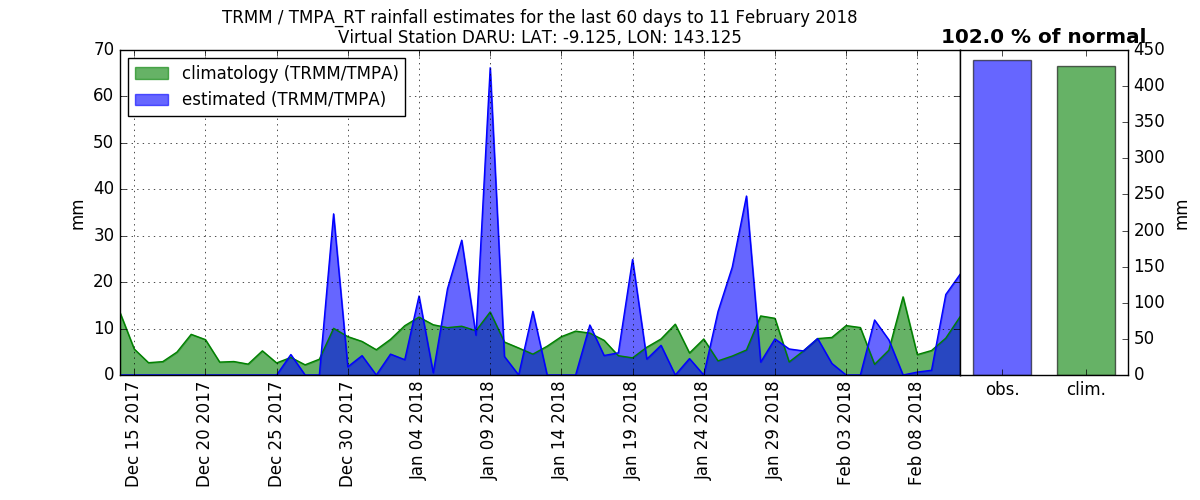 TRMM / TMPA_RT rainfall estimates for the last 60 days to 11 February 2018
Virtual Station DARU: LAT: -9.125, LON: 143.125
102.0 % of normal
climatology (TRMM/TMPA)
estimated (TRMM/TMPA)
70
60
50
40
30
20
10
0
mm
Dec 15 2017
Dec 20 2017
Dec 25 2017
Dec 30 2017
Jan 04 2018
Jan 09 2018
Jan 14 2018
Jan 19 2018
Jan 24 2018
Jan 29 2018
Feb 03 2018
Feb 08 2018
obs.
clim.
450
400
350
300
250
200
150
100
50
0
mm